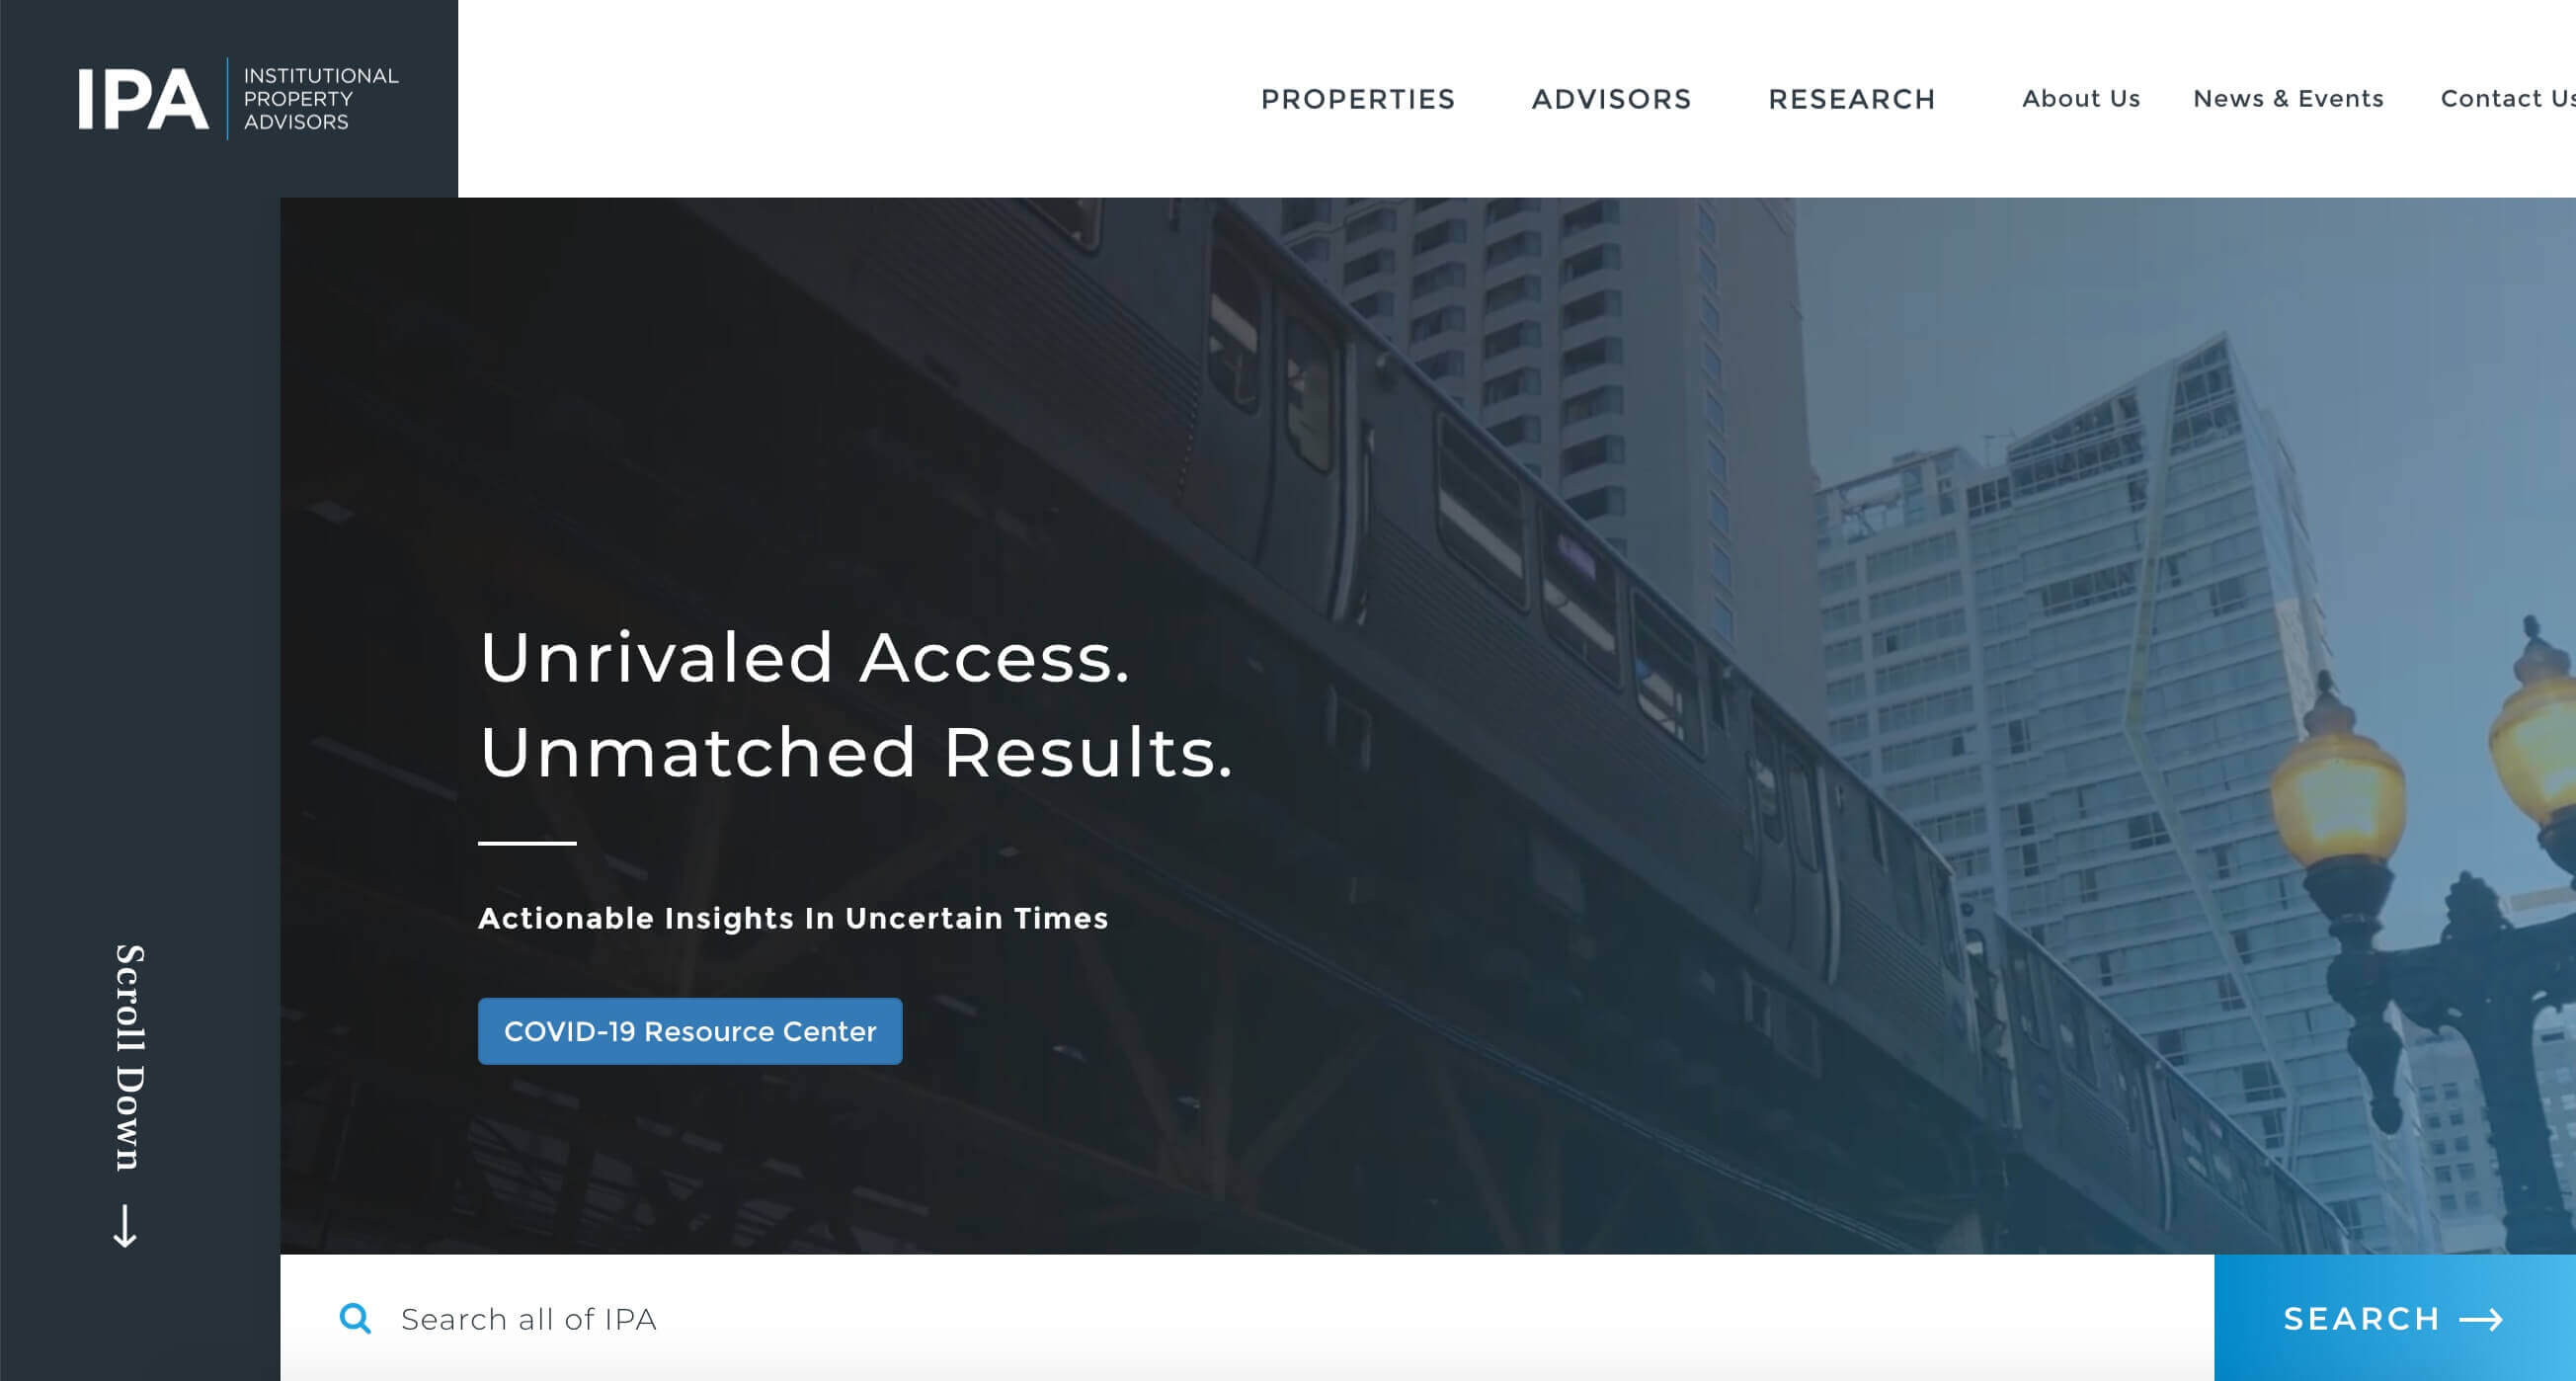 IPA
INSTITUTIONAL
PROPERTY
ADVISORS
PROPERTIES
ADVISORS
RESEARCH
About Us
News & Events
Contact Us
Unrivaled Access.
Unmatched Results.
Actionable Insights In Uncertain Times
COVID-19 Resource Center
Scroll Down
Search all of IPA
SEARCH